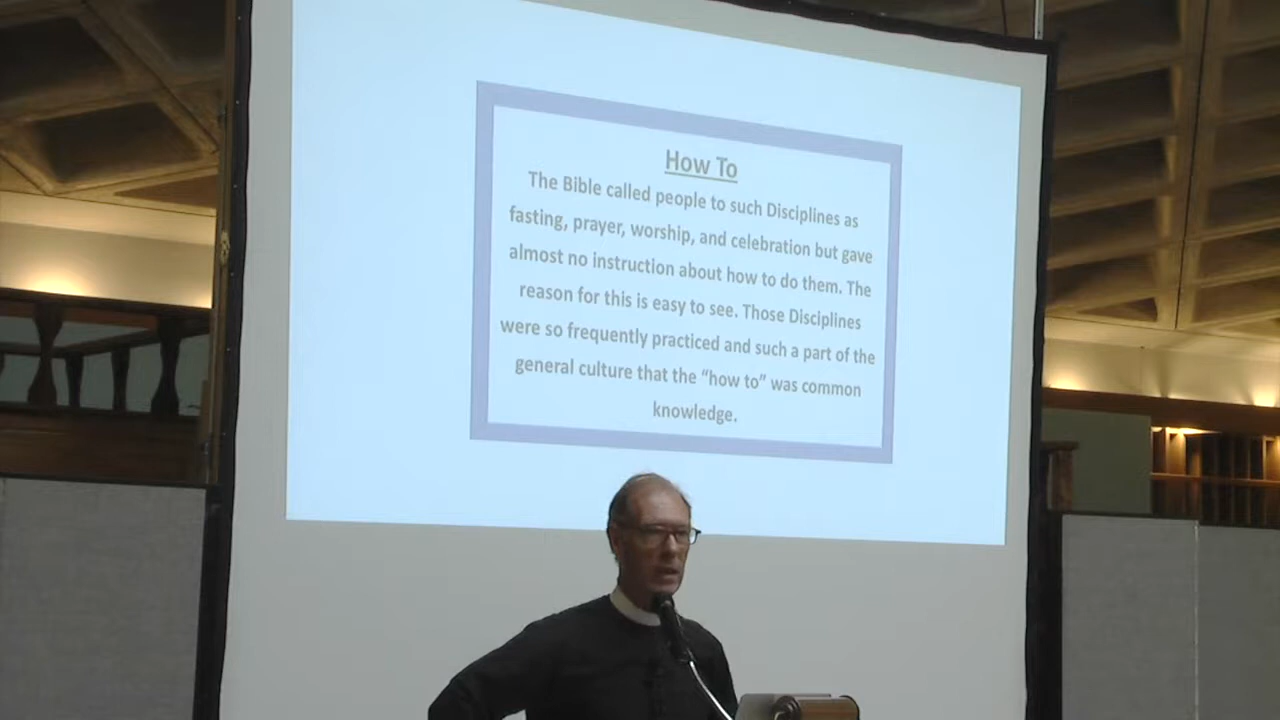 How To
The Bible called people to such Disciplines as
fasting, prayer, worship, and celebration but gave
almost no instruction about how to do them. The
reason for this is easy to see. Those Disciplines
were so frequently practiced and such a part of the
general culture that the “how to” was common
knowledge.